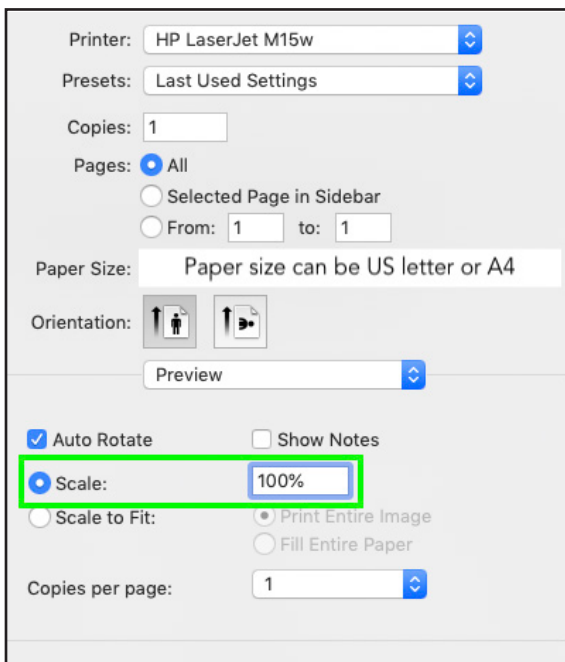 Printer: HP LaserJet M15w
Presets: Last Used Settings
Copies: 1
Pages: All
Selected Page in Sidebar
From: 1 to: 1
Paper Size: Paper size can be US letter or A4
Orientation:
Preview
Auto Rotate Show Notes
Scale: 100%
Scale to Fit: Print Entire Image
Fill Entire Paper
Copies per page: 1